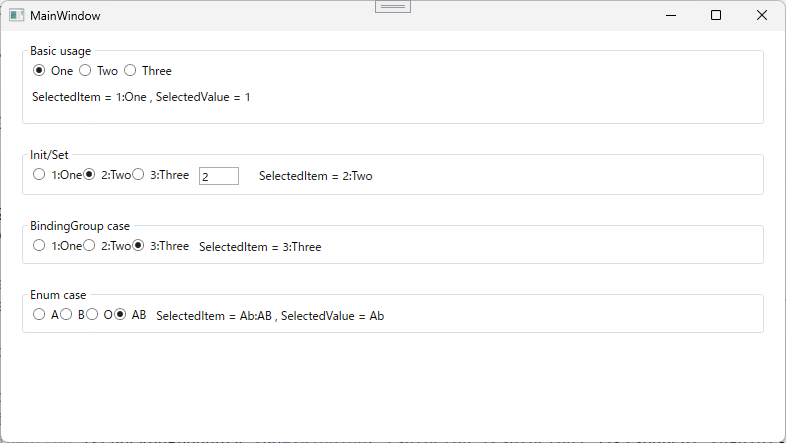 MainWindow
Basic usage
One Two Three
SelectedItem = 1:One , SelectedValue = 1
Init/Set
1:One 2:Two 3:Three 2 SelectedItem = 2:Two
BindingGroup case
1:One 2:Two 3:Three SelectedItem = 3:Three
Enum case
A B O AB SelectedItem = Ab:AB , SelectedValue = Ab